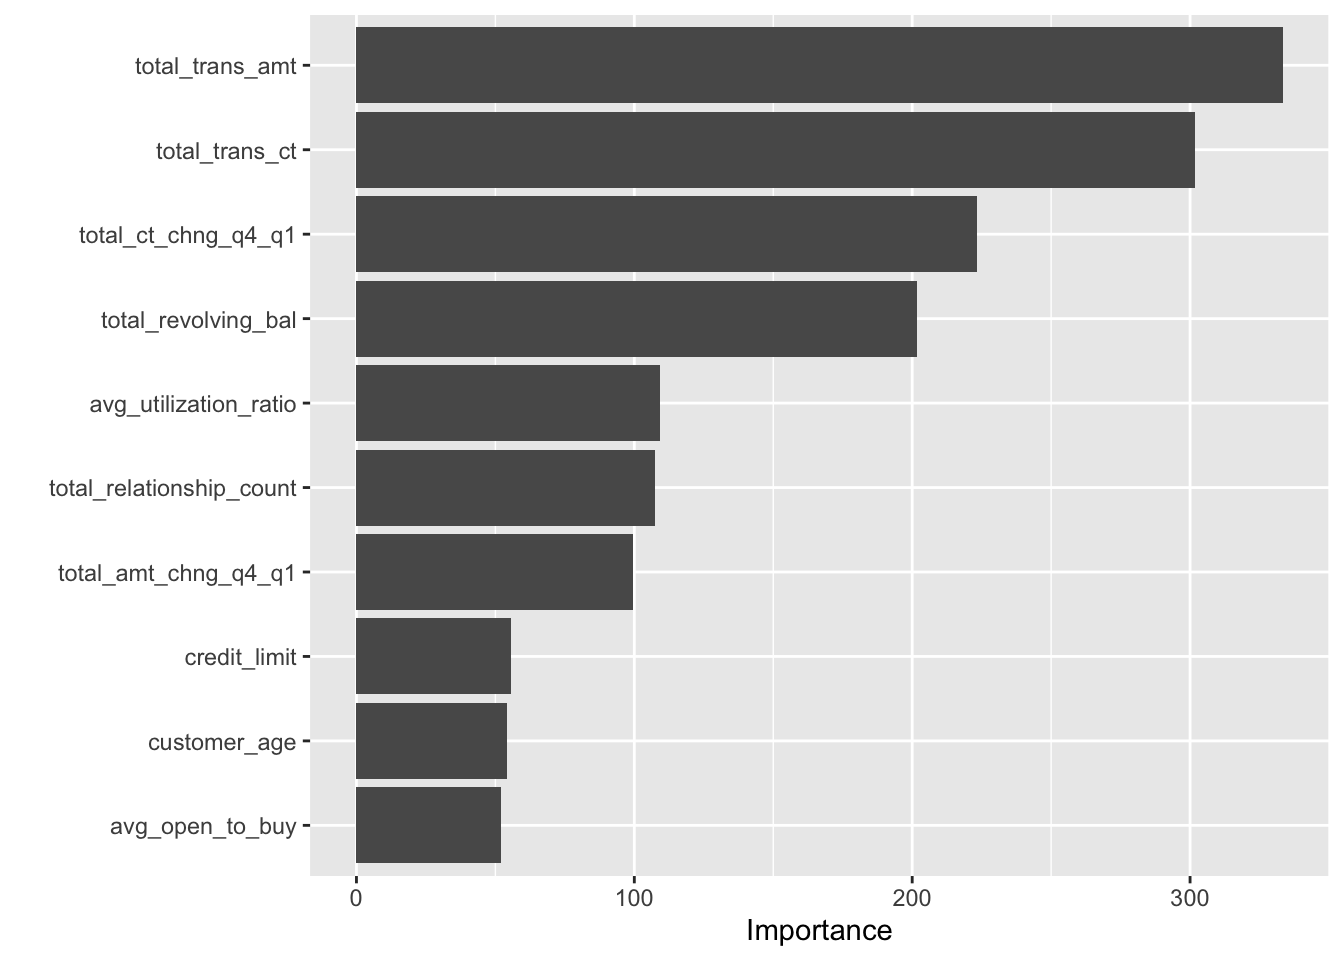 total_trans_amt
total_trans_ct
total_ct_chng_q4_q1
total_revolving_bal
avg_utilization_ratio
total_relationship_count
total_amt_chng_q4_q1
credit_limit
customer_age
avg_open_to_buy
0 100 200 300
Importance